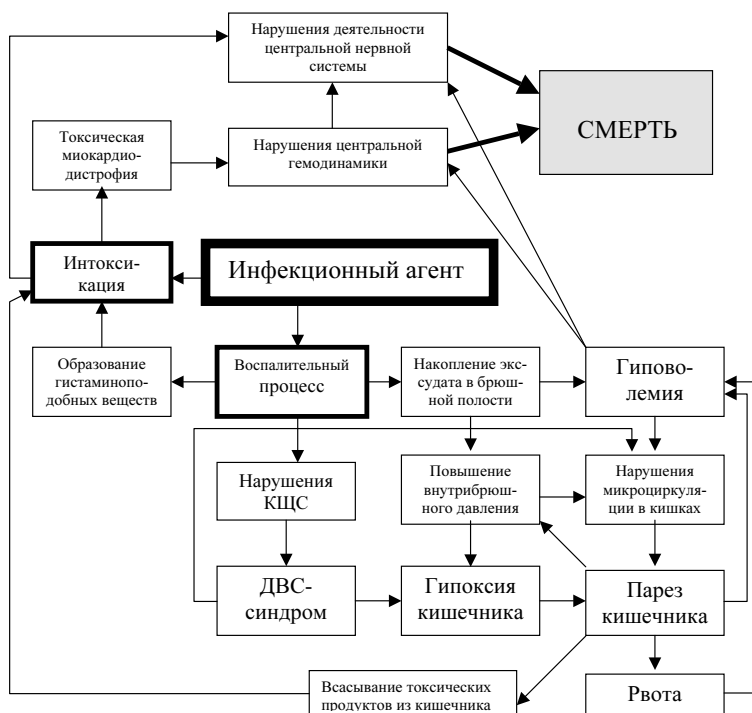 Нарушения деятельности
центральной нервной
системы
СМЕРТЬ
Токсическая
миокардио-
дистрофия
Нарушения центральной
гемодинамики
Интокси-
кация
Инфекционный агент
Образование
гистаминопо-
добных веществ
Воспалительный
процесс
Накопление экс-
судата в брюш-
ной полости
Гипово-
лемия
Нарушения
КЩС
Повышение
внутрибрюш-
ного давления
Нарушения
микроциркуля-
ции в кишках
ДВС-
синдром
Гипоксия
кишечника
Парез
кишечника
Всасывание токсических
продуктов из кишечника
Рвота